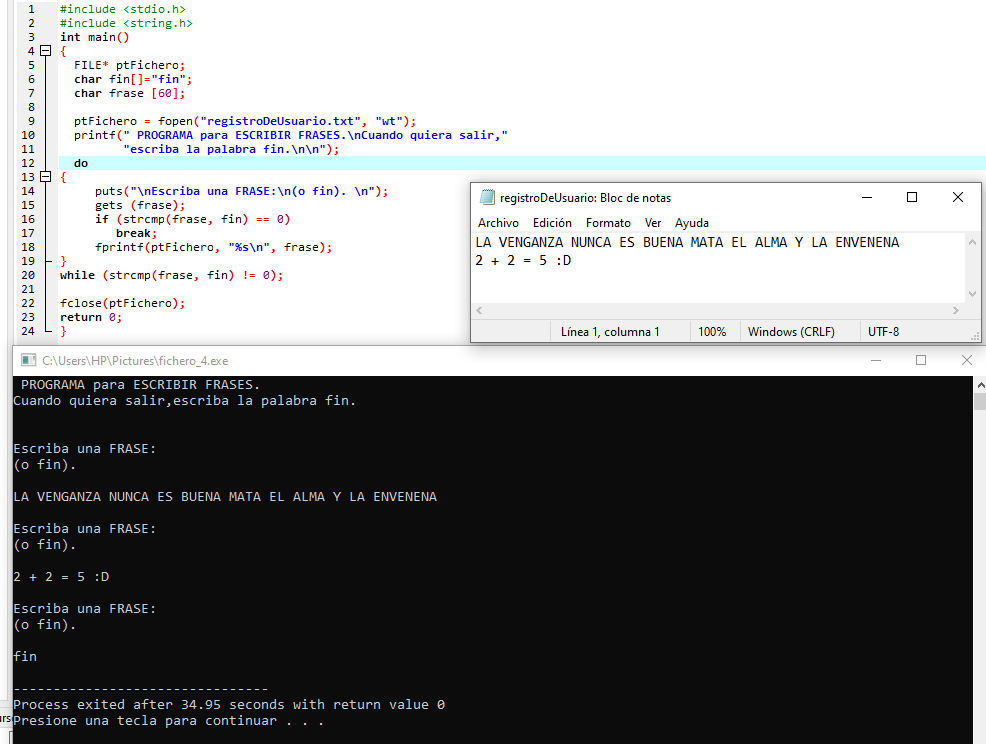 1 #include <stdio.h>
2 #include <string.h>
3 int main()
4 {
5 FILE* ptFichero;
6 char fin[]="fin";
7 char frase [60];
8
9 ptFichero = fopen("registroDeUsuario.txt", "wt");
10 printf(" PROGRAMA para ESCRIBIR FRASES.\nCuando quiera salir,"
11 "escriba la palabra fin.\n\n");
12 do
13 {
14 puts("\nEscriba una FRASE:\n(o fin). \n");
15 gets (frase);
16 if (strcmp(frase, fin) == 0)
17 break;
18 fprintf(ptFichero, "%s\n", frase);
19 }
20 while (strcmp(frase, fin) != 0);
21
22 fclose(ptFichero);
23 return 0;
24 }
registroDeUsuario: Bloc de notas
Archivo Edición Formato Ver Ayuda
LA VENGANZA NUNCA ES BUENA MATA EL ALMA Y LA ENVENENA
2 + 2 = 5 :D
Línea 1, columna 1 100% Windows (CRLF) UTF-8
C:\Users\HP\Pictures\fichero_4.exe
PROGRAMA para ESCRIBIR FRASES.
Cuando quiera salir,escriba la palabra fin.
Escriba una FRASE:
(o fin).
LA VENGANZA NUNCA ES BUENA MATA EL ALMA Y LA ENVENENA
Escriba una FRASE:
(o fin).
2 + 2 = 5 :D
Escriba una FRASE:
(o fin).
fin
--------------------------------
Process exited after 34.95 seconds with return value 0
Presione una tecla para continuar . . .